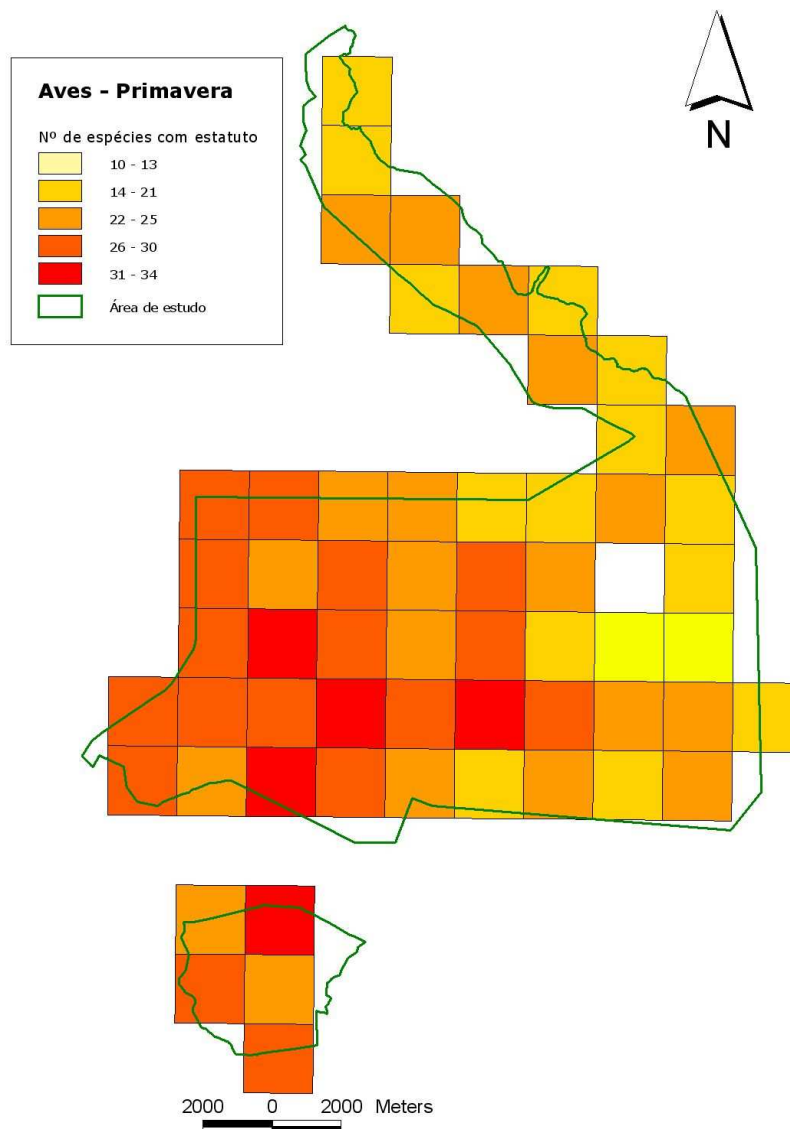 Aves - Primavera
Nº de espécies com estatuto
10 - 13
14 - 21
22 - 25
26 - 30
31 - 34
Área de estudo
N
2000 0 2000 Meters